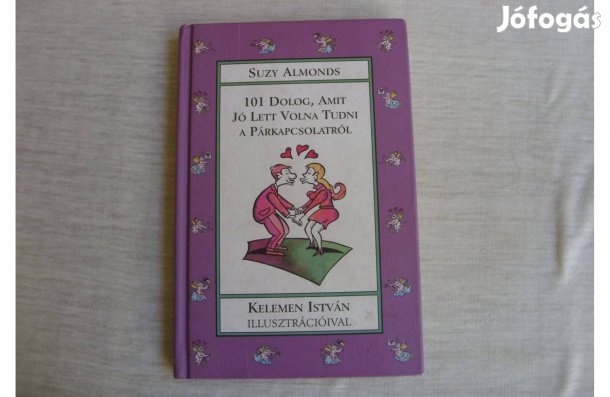 Jófogás
SUZY ALMONDS
101 DOLOG, AMIT
JÓ LETT VOLNA TUDNI
A PÁRKAPCSOLATRÓL
KELEMEN ISTVÁN
ILLUSZTRÁCIÓIVAL